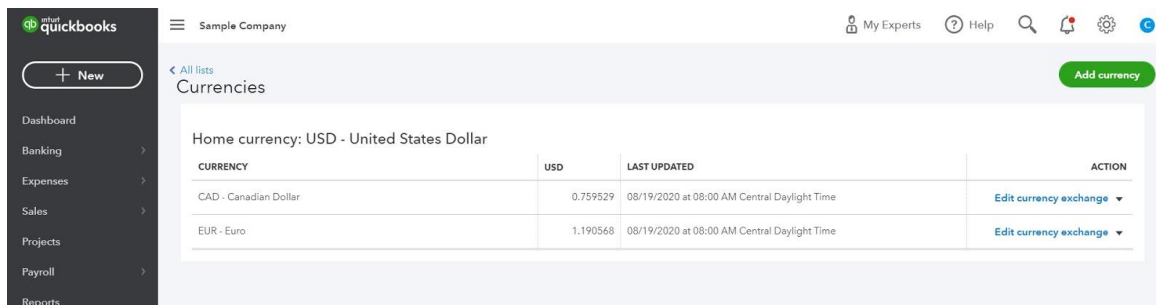 intuit
quickbooks
Sample Company
My Experts
Help
C
+ New
All lists
Currencies
Add currency
Dashboard
Banking
Expenses
Sales
Projects
Payroll
Reports
Home currency: USD - United States Dollar
CURRENCY USD LAST UPDATED ACTION
CAD - Canadian Dollar 0.759529 08/19/2020 at 08:00 AM Central Daylight Time Edit currency exchange
EUR - Euro 1.190568 08/19/2020 at 08:00 AM Central Daylight Time Edit currency exchange